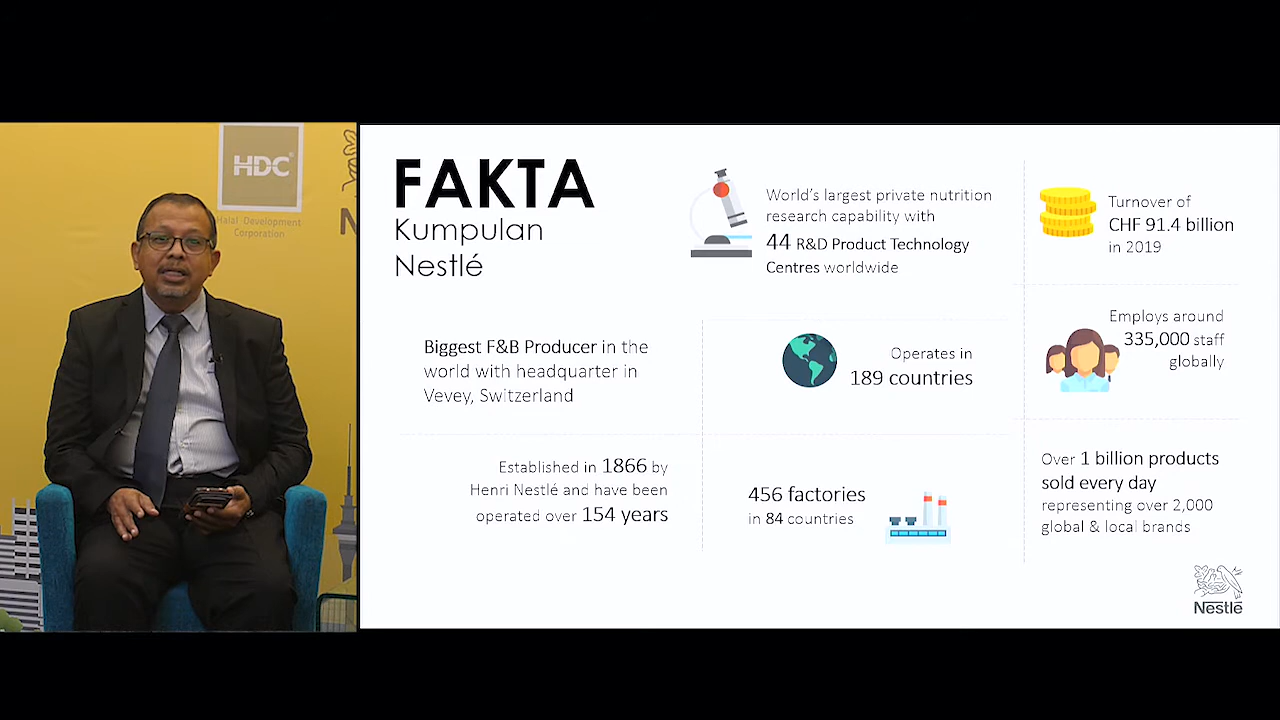 HDC
Halal Development
Corporation
N
FAKTA
Kumpulan
Nestlé
World's largest private nutrition
research capability with
44 R&D Product Technology
Centres worldwide
Turnover of
CHF 91.4 billion
in 2019
Biggest F&B Producer in the
world with headquarter in
Vevey, Switzerland
Operates in
189 countries
Employs around
335,000 staff
globally
Established in 1866 by
Henri Nestlé and have been
operated over 154 years
456 factories
in 84 countries
Over 1 billion products
sold every day
representing over 2,000
global & local brands
Nestlé